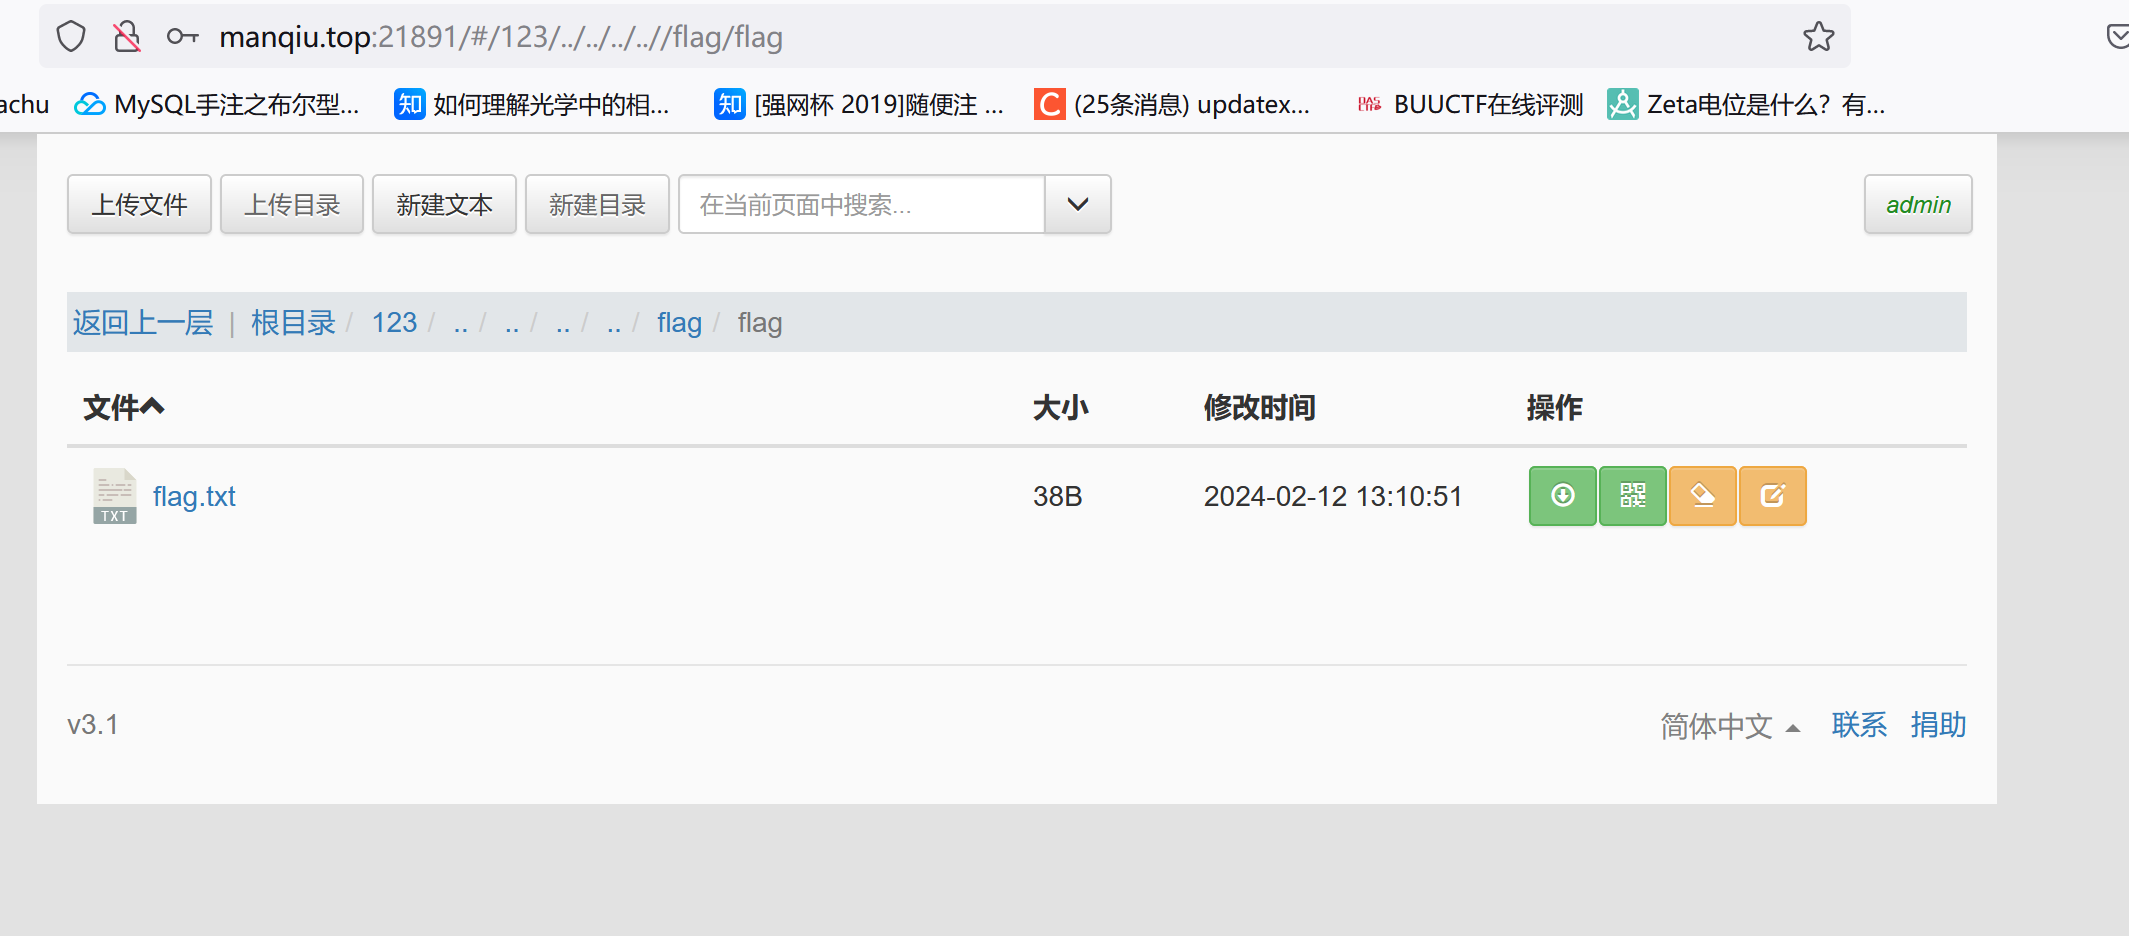 manqiu.top:21891/#/123/../../../..//flag/flag
achu MySQL手注之布尔型... 知 如何理解光学中的相... 知 [强网杯 2019]随便注 ... C (25条消息) updatex... BUUCTF在线评测 Zeta电位是什么？有...
上传文件 上传目录 新建文本 新建目录 在当前页面中搜索... admin
返回上一层 | 根目录 / 123 / .. / .. / .. / .. / flag / flag
文件 大小 修改时间 操作
TXT flag.txt 38B 2024-02-12 13:10:51
v3.1 简体中文 联系 捐助